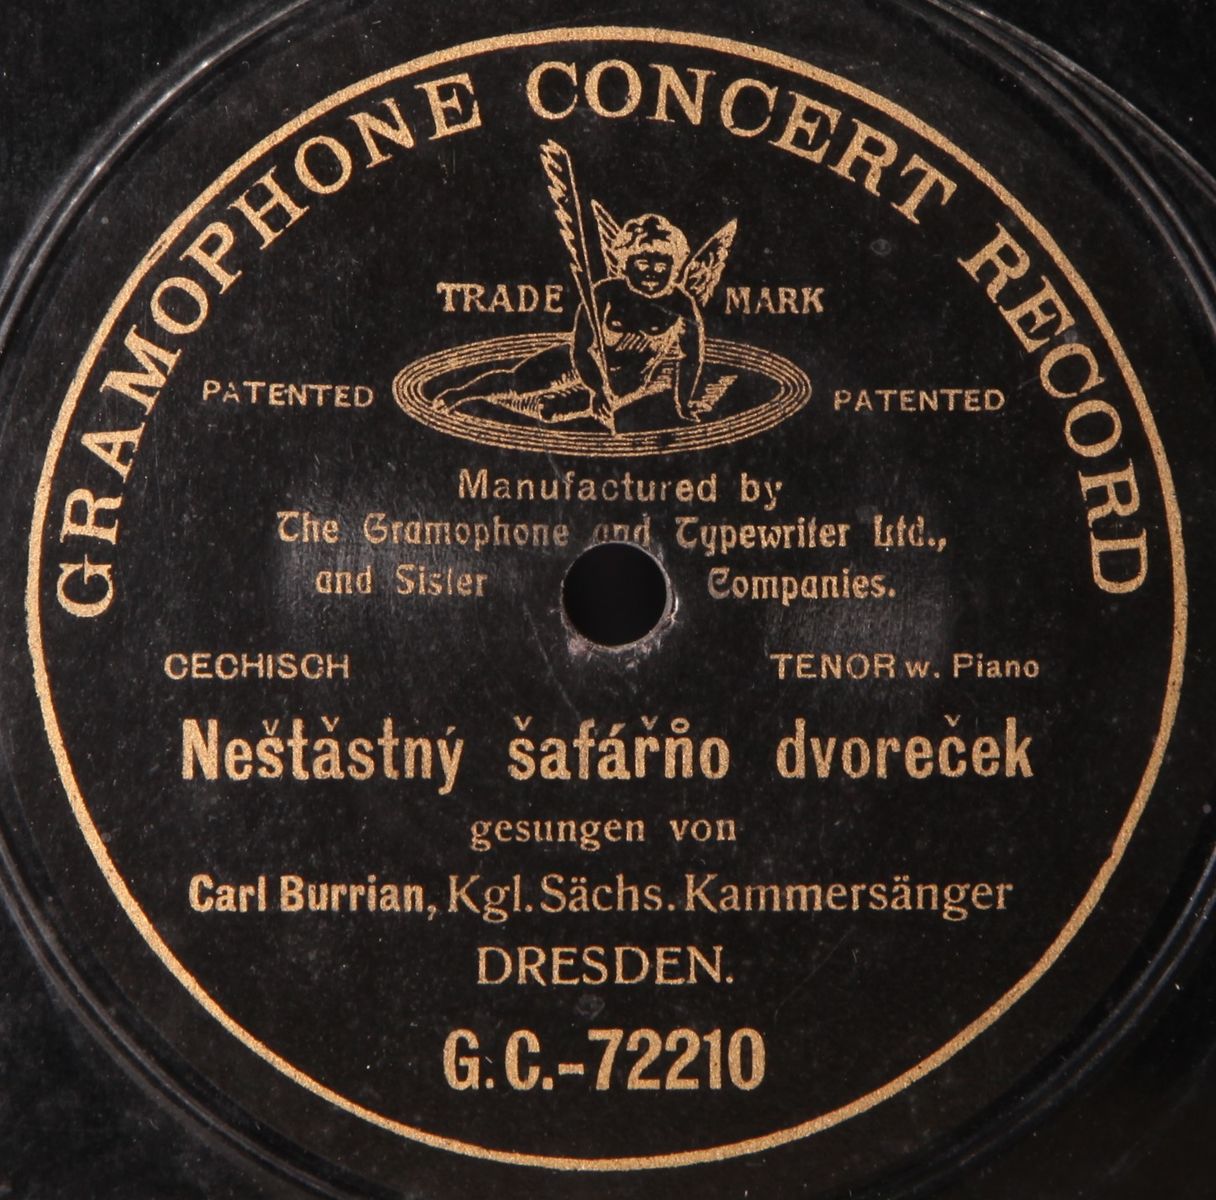 GRAMOPHONE CONCERT RECORD
TRADE MARK
PATENTED PATENTED
Manufactured by
The Gramophone and Typewriter Ltd.,
and Sister Companies.
CECHISCH TENOR w. Piano
Neštǎstný šafářňo dvoreček
gesungen von
Carl Burrian, Kgl. Sächs. Kammersänger
DRESDEN.
G.C.-72210